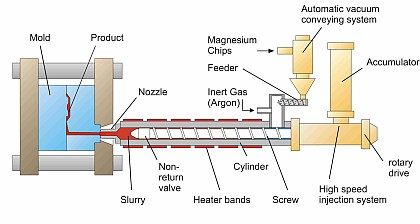 Automatic vacuum
conveying system
Mold
Product
Magnesium
Chips
Accumulator
Feeder
Nozzle
Inert Gas
(Argon)
Non-
return
valve
Cylinder
rotary
drive
Slurry
Heater bands
Screw
High speed
injection system